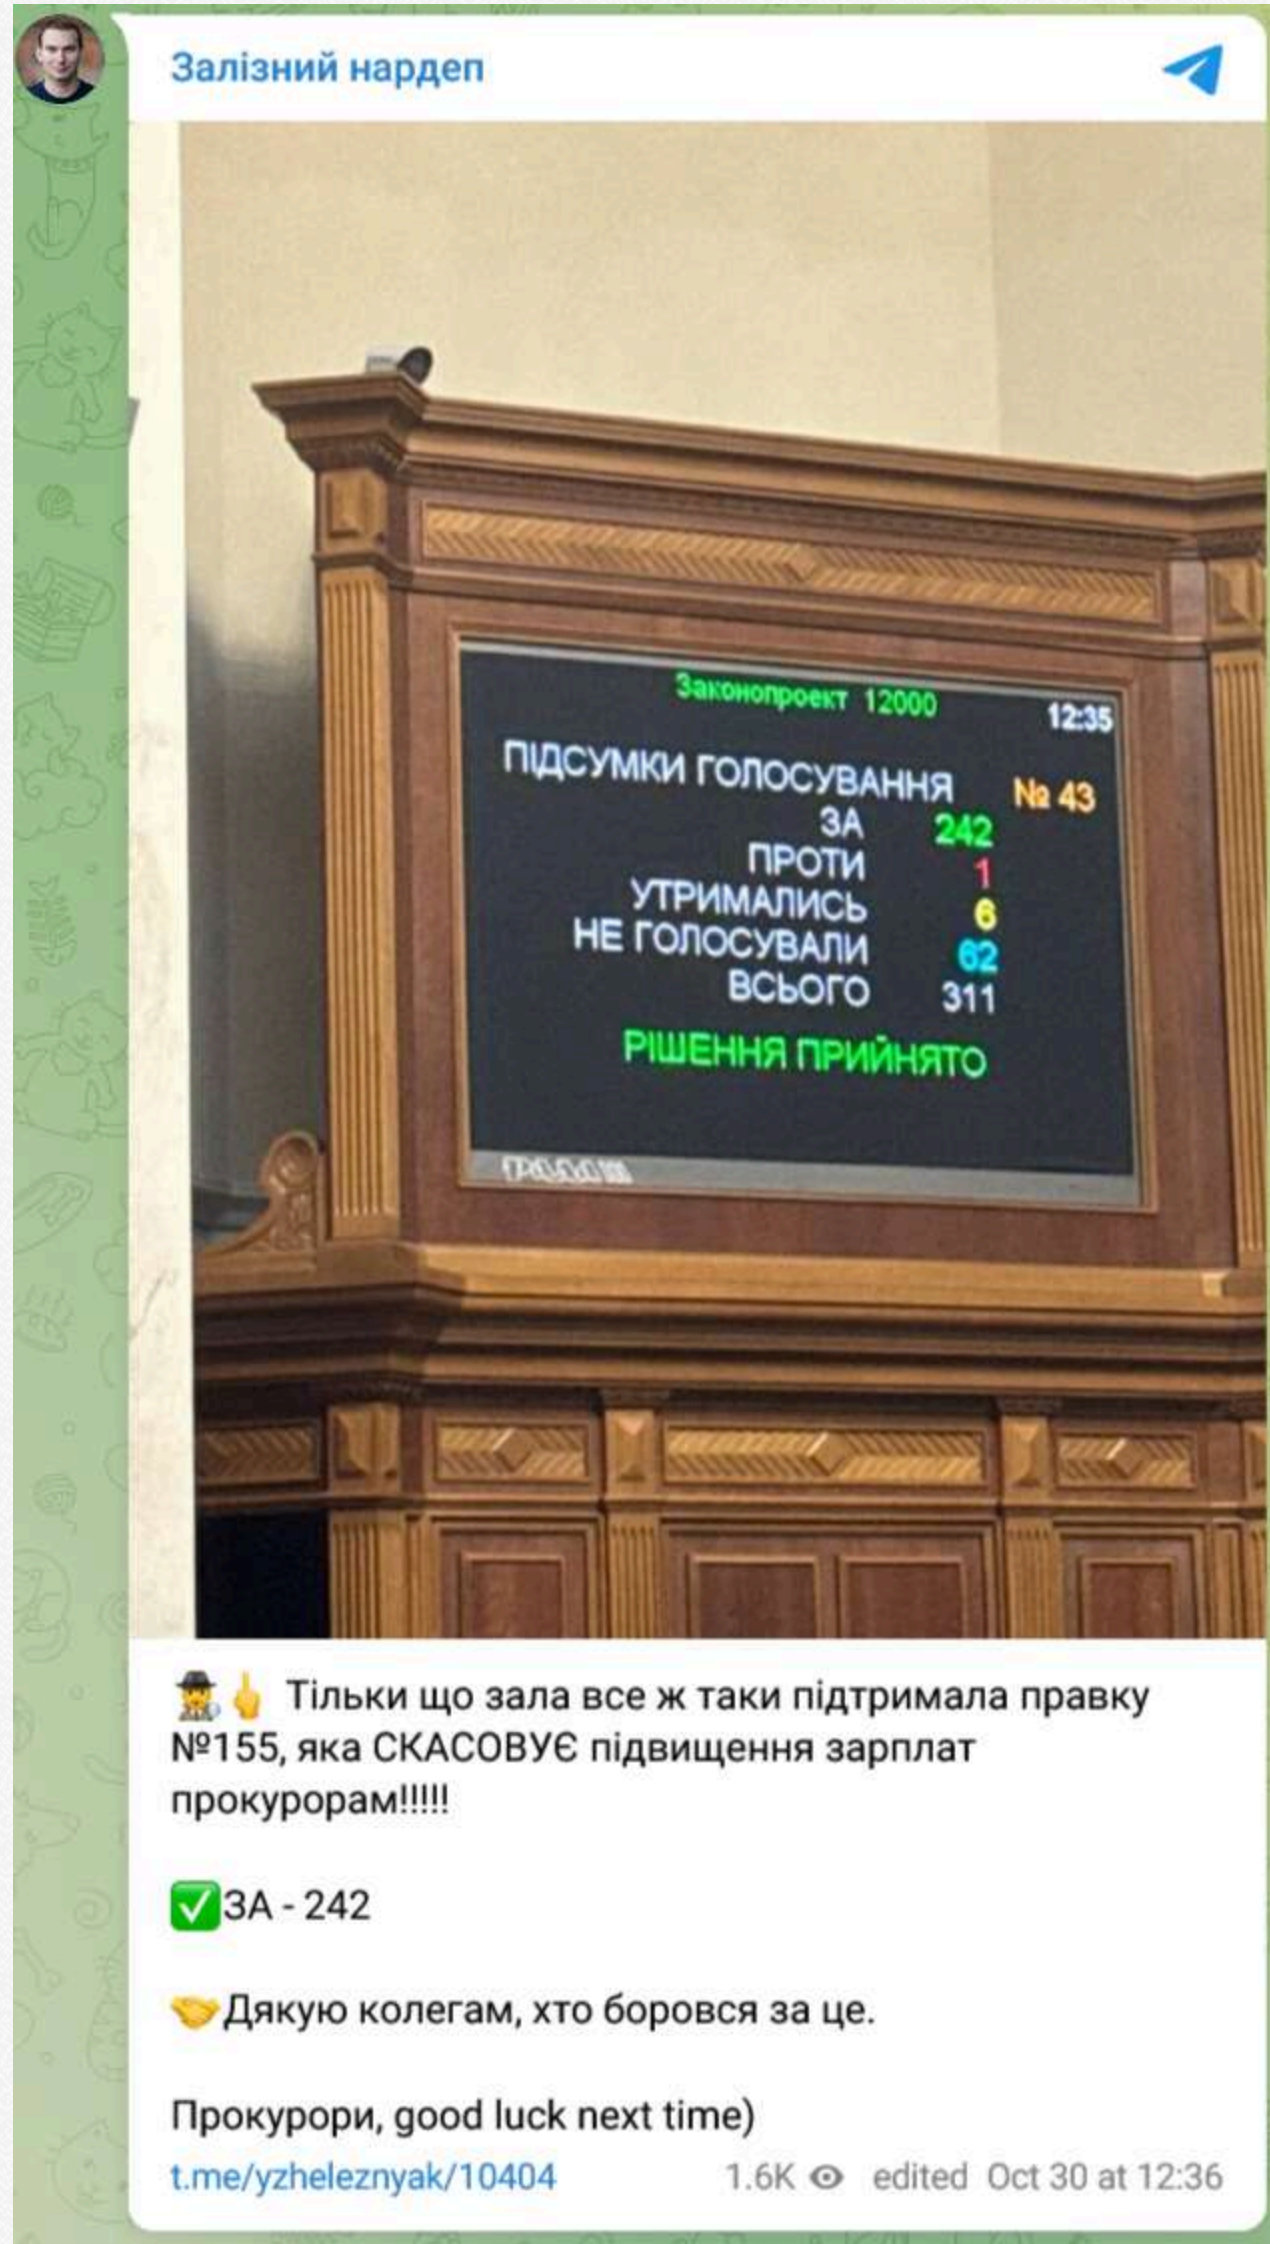 Залізний нардеп
Законопроект 12000
12:35
ПІДСУМКИ ГОЛОСУВАННЯ № 43
ЗА 242
ПРОТИ 1
УТРИМАЛИСЬ 6
НЕ ГОЛОСУВАЛИ 62
ВСЬОГО 311
РІШЕННЯ ПРИЙНЯТО
🕵️🖕 Тільки що зала все ж таки підтримала правку
№155, яка СКАСОВУЄ підвищення зарплат
прокурорам!!!!!
✅ЗА - 242
🤝Дякую колегам, хто боровся за це.
Прокурори, good luck next time)
t.me/yzheleznyak/10404 1.6K edited Oct 30 at 12:36